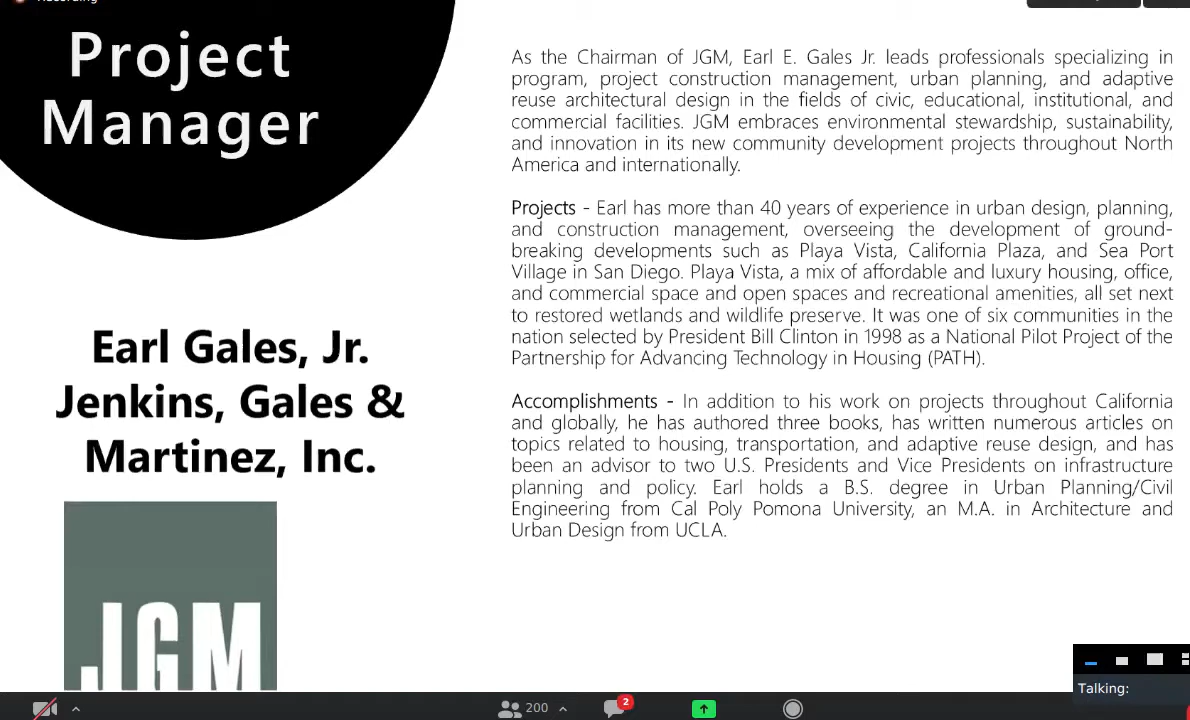 Recording
Project
Manager
Earl Gales, Jr.
Jenkins, Gales &
Martinez, Inc.
JGM
As the Chairman of JGM, Earl E. Gales Jr. leads professionals specializing in
program, project construction management, urban planning, and adaptive
reuse architectural design in the fields of civic, educational, institutional, and
commercial facilities. JGM embraces environmental stewardship, sustainability,
and innovation in its new community development projects throughout North
America and internationally.
Projects - Earl has more than 40 years of experience in urban design, planning,
and construction management, overseeing the development of ground-
breaking developments such as Playa Vista, California Plaza, and Sea Port
Village in San Diego. Playa Vista, a mix of affordable and luxury housing, office,
and commercial space and open spaces and recreational amenities, all set next
to restored wetlands and wildlife preserve. It was one of six communities in the
nation selected by President Bill Clinton in 1998 as a National Pilot Project of the
Partnership for Advancing Technology in Housing (PATH).
Accomplishments - In addition to his work on projects throughout California
and globally, he has authored three books, has written numerous articles on
topics related to housing, transportation, and adaptive reuse design, and has
been an advisor to two U.S. Presidents and Vice Presidents on infrastructure
planning and policy. Earl holds a B.S. degree in Urban Planning/Civil
Engineering from Cal Poly Pomona University, an M.A. in Architecture and
Urban Design from UCLA.
Talking:
200
2